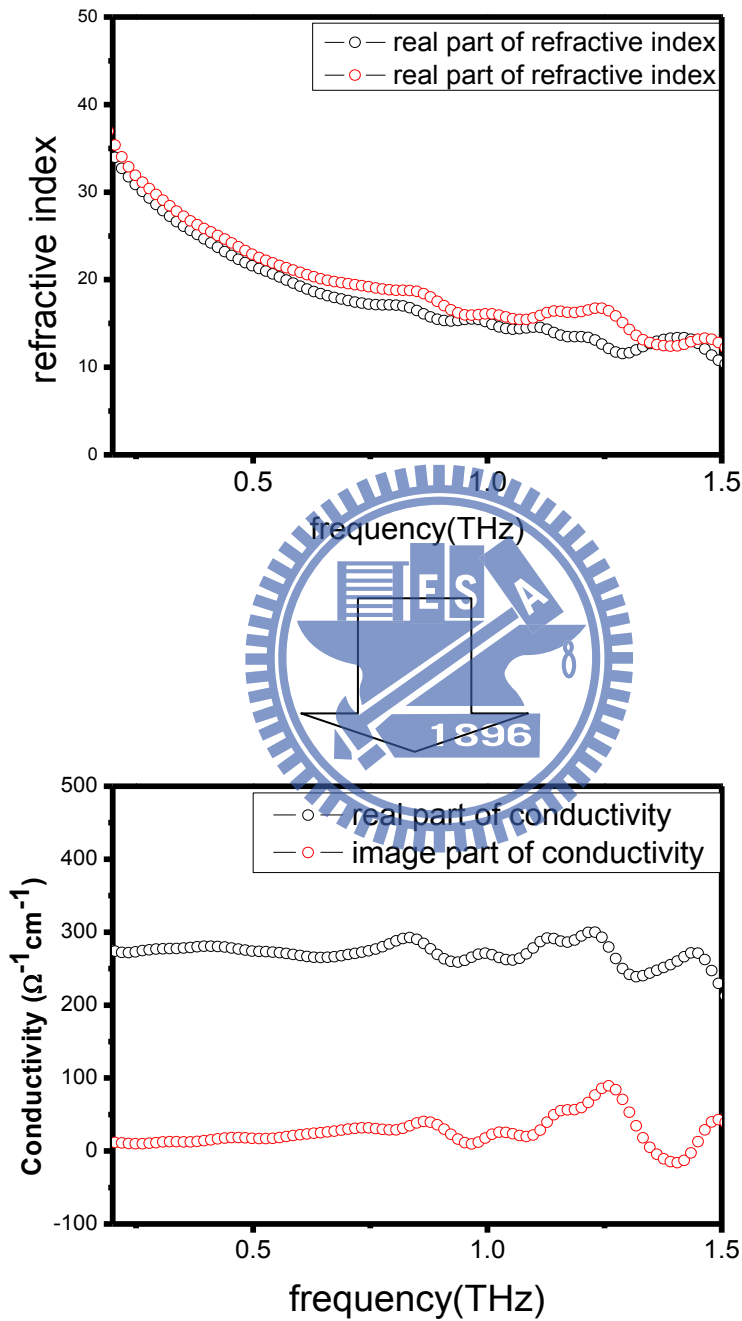 50
40
30
20
10
0
refractive index
real part of refractive index
real part of refractive index
0.5
1.0
1.5
frequency(THz)
E S A
1896
500
400
300
200
100
0
-100
Conductivity (Ω⁻¹cm⁻¹)
real part of conductivity
image part of conductivity
0.5
1.0
1.5
frequency(THz)